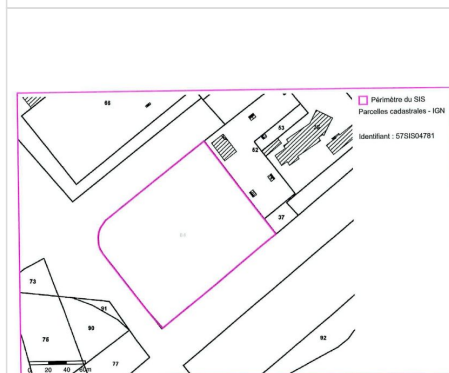 Périmètre du SIS
Parcelles cadastrales - IGN
Identifiant : 57SIS04781
66
53
52
37
73
91
90
76
77
92
0 20 40 60m